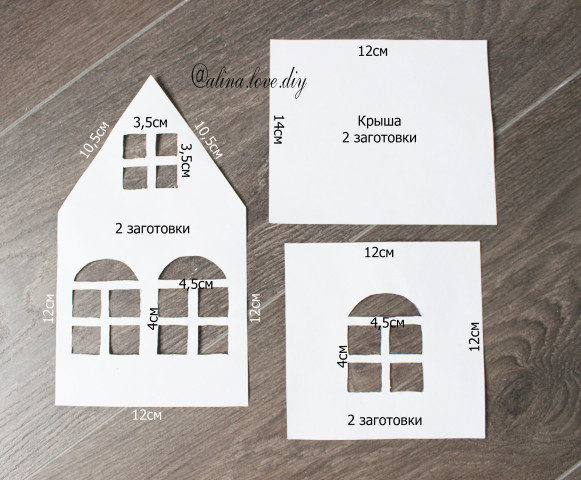 @alina.love.diy
12см
14см
Крыша
2 заготовки
10,5см
10,5см
3,5см
3,5см
2 заготовки
4,5см
4см
12см
12см
12см
12см
4,5см
4см
12см
2 заготовки